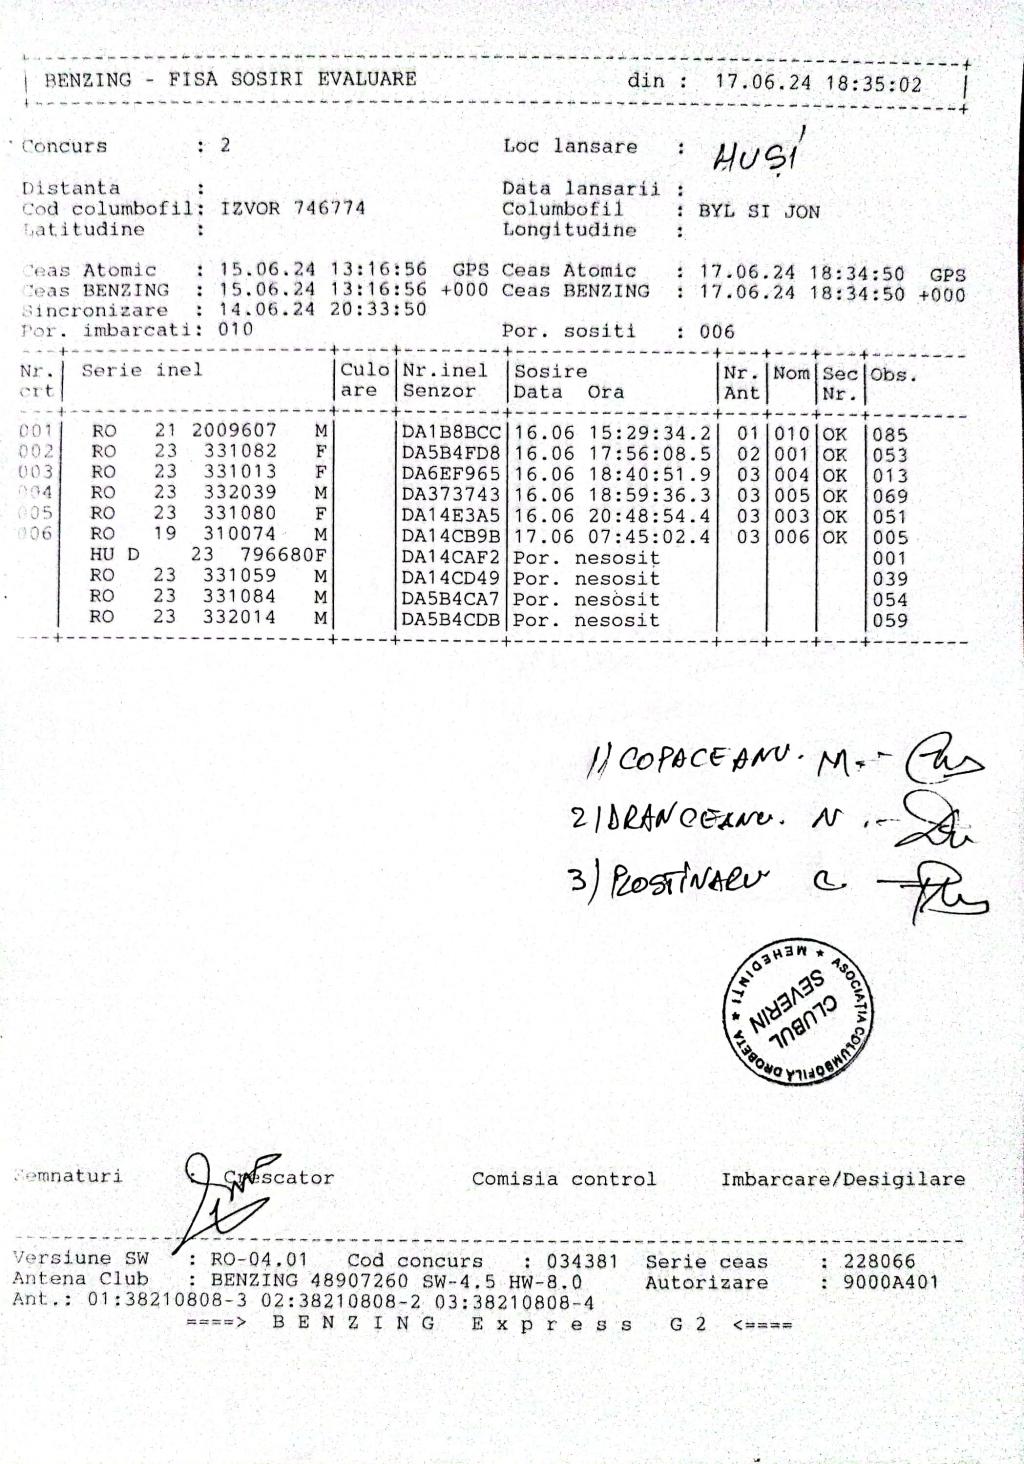 BENZING - FISA SOSIRI EVALUARE din : 17.06.24 18:35:02
Concurs : 2 Loc lansare : HUȘI
Distanta : Data lansarii :
Cod columbofil: IZVOR 746774 Columbofil : BYL SI JON
Latitudine : Longitudine :
Ceas Atomic : 15.06.24 13:16:56 GPS Ceas Atomic : 17.06.24 18:34:50 GPS
Ceas BENZING : 15.06.24 13:16:56 +000 Ceas BENZING : 17.06.24 18:34:50 +000
Sincronizare : 14.06.24 20:33:50
Por. imbarcati: 010 Por. sositi : 006
Nr. Serie inel Culo Nr.inel Sosire Nr. Nom Sec Obs.
crt are Senzor Data Ora Ant Nr.
001 RO 21 2009607 M DA1B8BCC 16.06 15:29:34.2 01 010 OK 085
002 RO 23 331082 F DA5B4FD8 16.06 17:56:08.5 02 001 OK 053
003 RO 23 331013 F DA6EF965 16.06 18:40:51.9 03 004 OK 013
004 RO 23 332039 M DA373743 16.06 18:59:36.3 03 005 OK 069
005 RO 23 331080 F DA14E3A5 16.06 20:48:54.4 03 003 OK 051
006 RO 19 310074 M DA14CB9B 17.06 07:45:02.4 03 006 OK 005
HU D 23 796680F DA14CAF2 Por. nesosit 001
RO 23 331059 M DA14CD49 Por. nesosit 039
RO 23 331084 M DA5B4CA7 Por. nesosit 054
RO 23 332014 M DA5B4CDB Por. nesosit 059
1) COPACEANU. M.-
2) DRANCEANU. N.-
3) ROSTINARU C.
ASOCIAȚIA COLUMBOFILĂ DROBETA * MEHEDINTI *
CLUBUL
SEVERIN
Semnaturi : Crescator Comisia control Imbarcare/Desigilare
Versiune SW : RO-04.01 Cod concurs : 034381 Serie ceas : 228066
Antena Club : BENZING 48907260 SW-4.5 HW-8.0 Autorizare : 9000A401
Ant.: 01:38210808-3 02:38210808-2 03:38210808-4
====> B E N Z I N G E x p r e s s G 2 <====